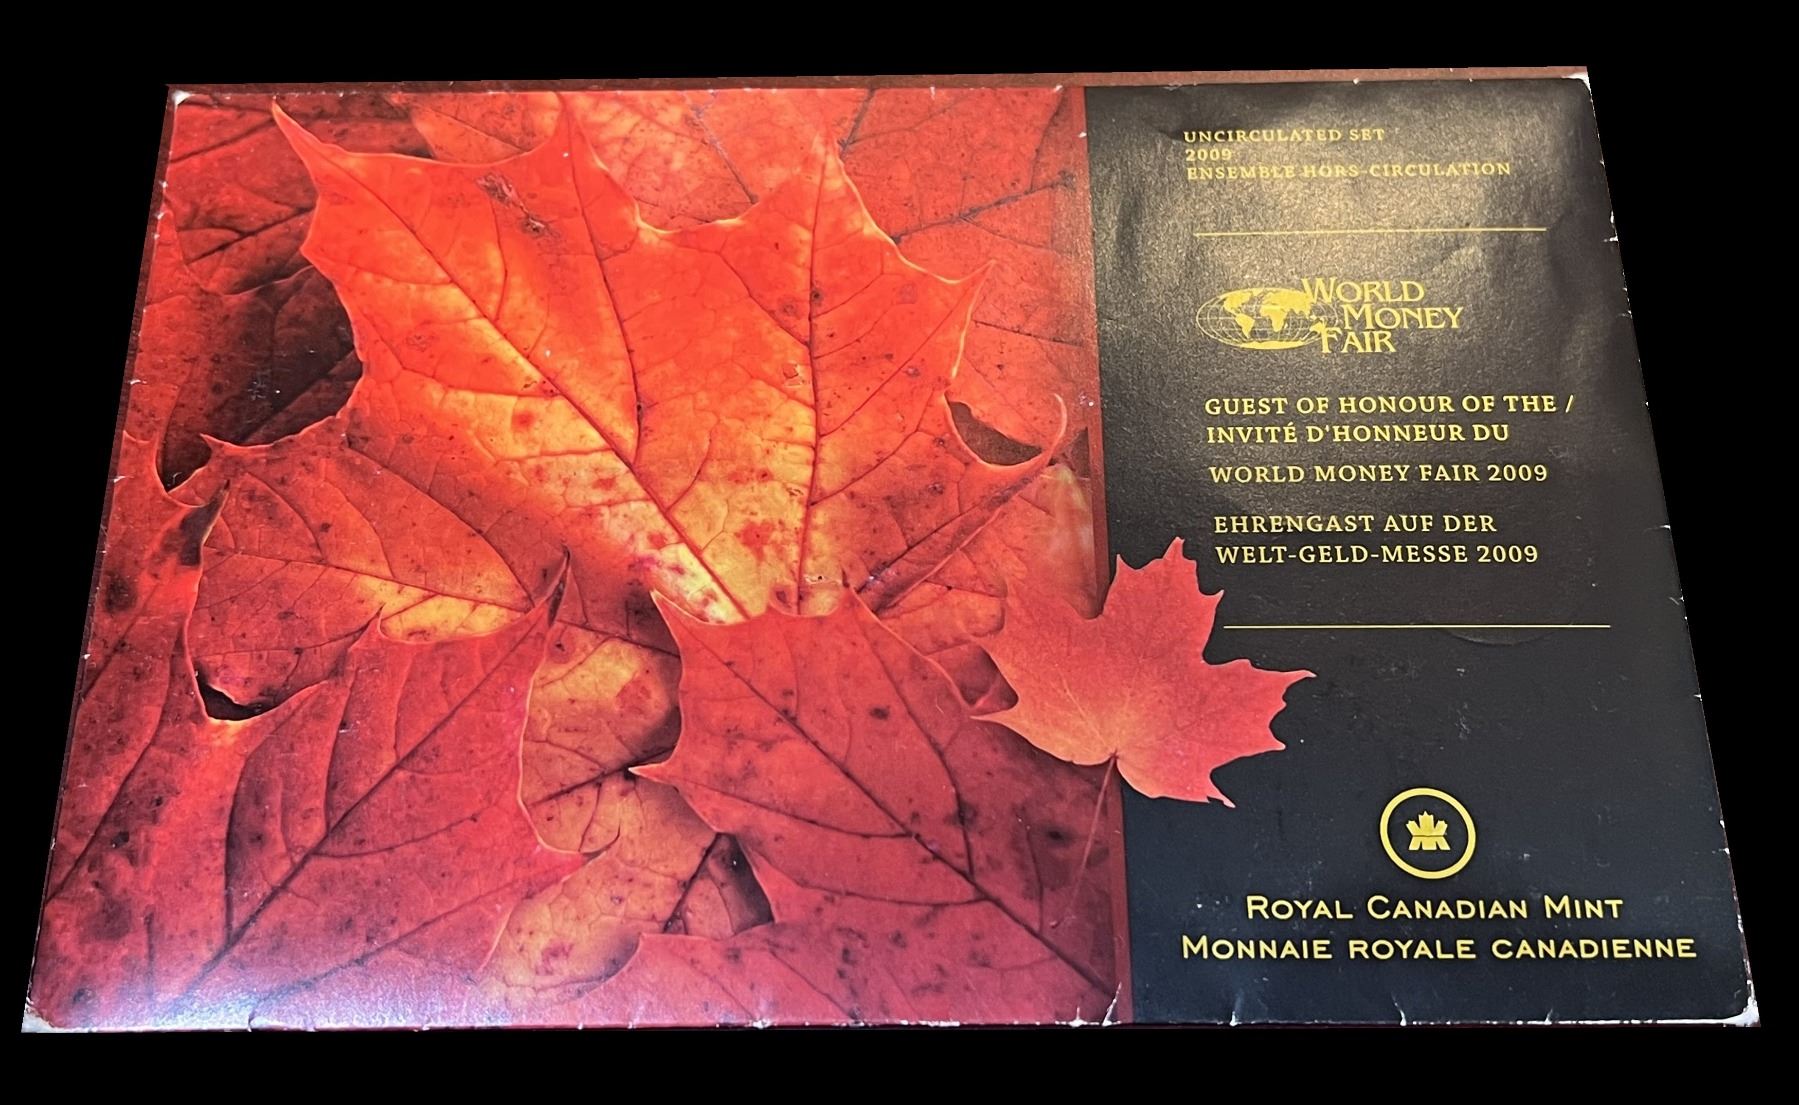 UNCIRCULATED SET
2009
ENSEMBLE HORS-CIRCULATION
WORLD
MONEY
FAIR
GUEST OF HONOUR OF THE /
INVITÉ D'HONNEUR DU
WORLD MONEY FAIR 2009
EHRENGAST AUF DER
WELT-GELD-MESSE 2009
ROYAL CANADIAN MINT
MONNAIE ROYALE CANADIENNE